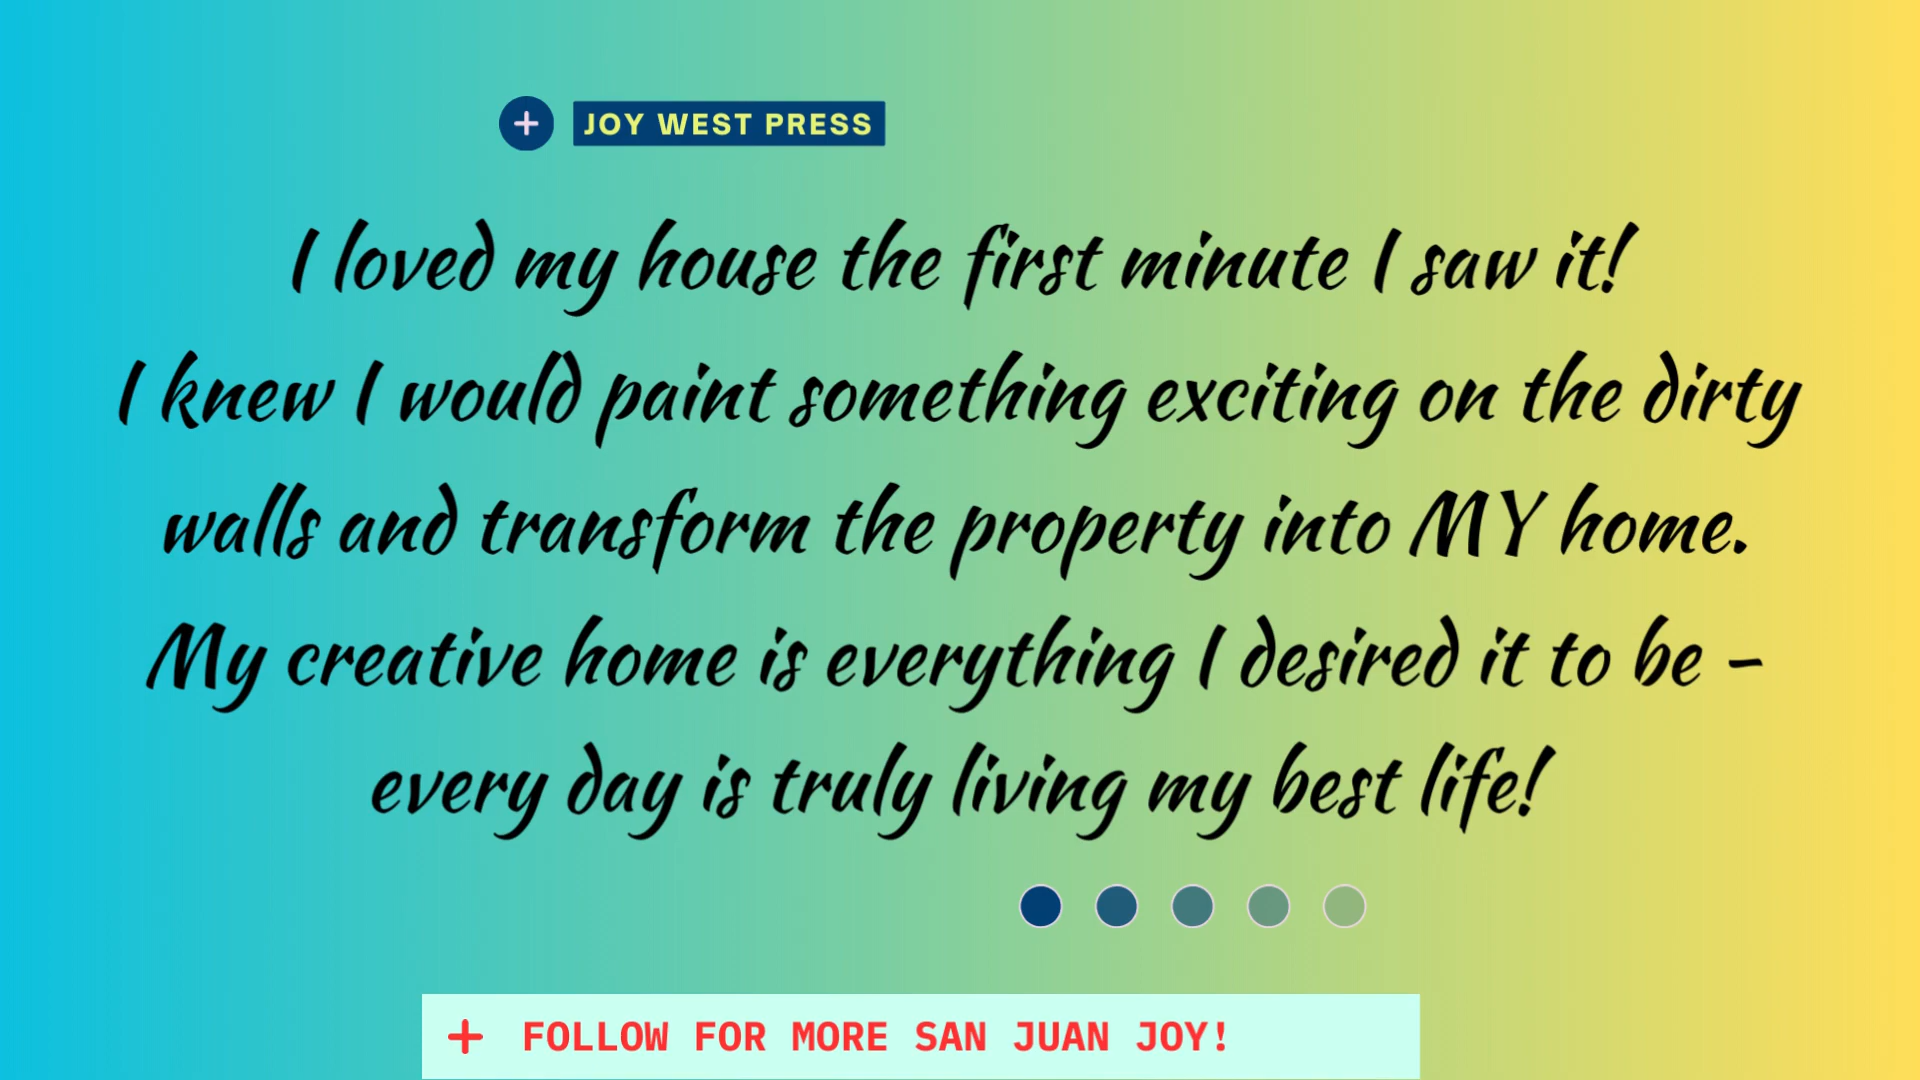 + JOY WEST PRESS
I loved my house the first minute I saw it!
I knew I would paint something exciting on the dirty
walls and transform the property into MY home.
My creative home is everything I desired it to be -
every day is truly living my best life!
+ FOLLOW FOR MORE SAN JUAN JOY!